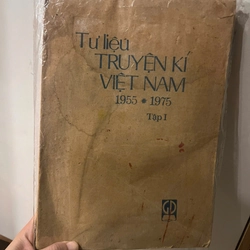 Tư liệu
TRUYỆN KÍ
VIỆT NAM
1955 * 1975
Tập I